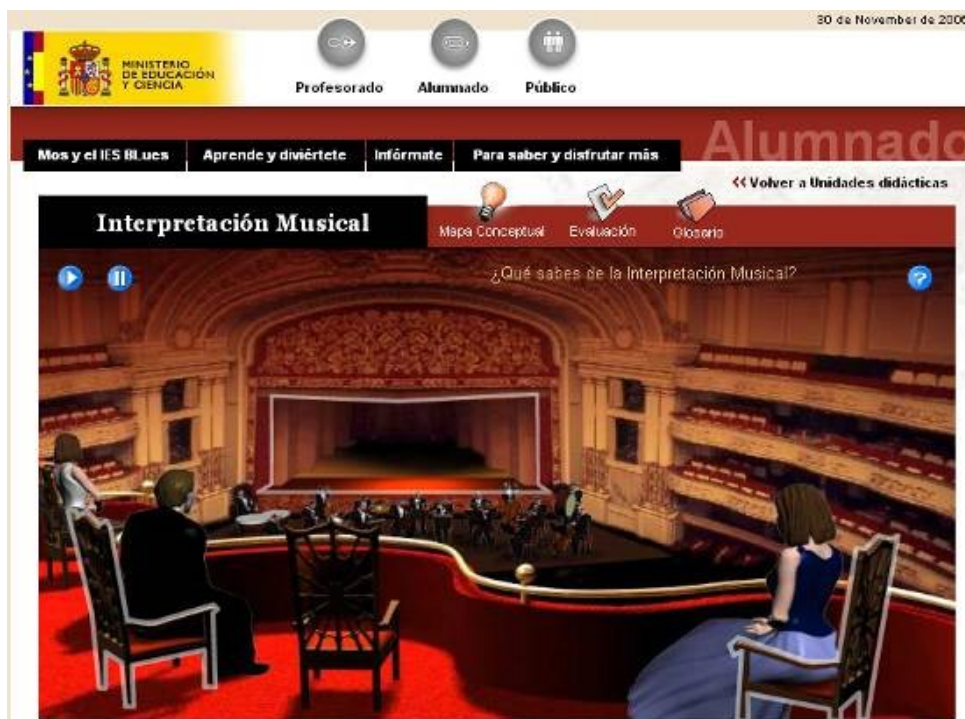 30 de November de 2006
MINISTERIO
DE EDUCACIÓN
Y CIENCIA
Profesorado Alumnado Público
Alumnado
Mos y el IES BLues Aprende y diviértete Infórmate Para saber y disfrutar más
<< Volver a Unidades didácticas
Interpretación Musical
Mapa Conceptual Evaluación Glosario
¿Qué sabes de la Interpretación Musical?
?